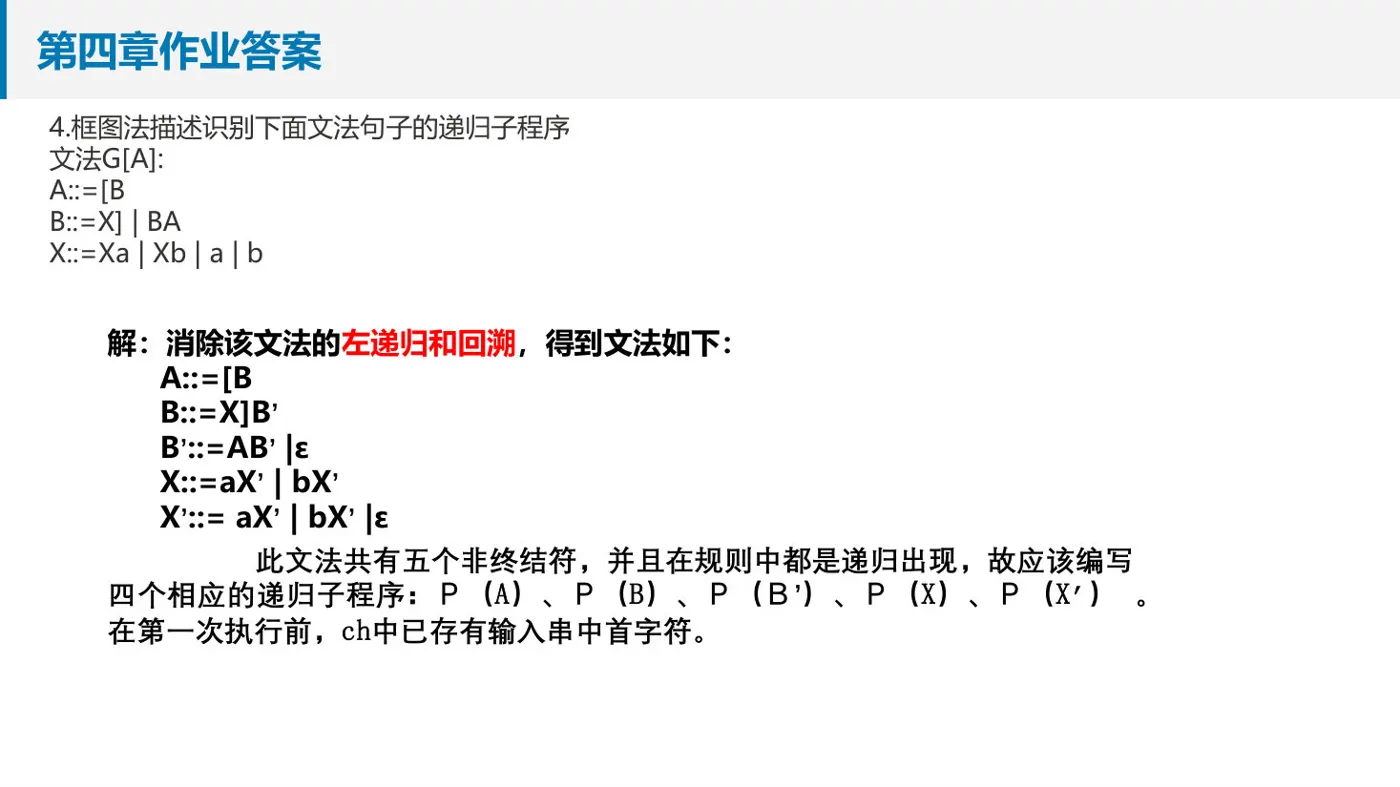 第四章作业答案
4.框图法描述识别下面文法句子的递归子程序
文法G[A]:
A::=[B
B::=X] | BA
X::=Xa | Xb | a | b
解：消除该文法的左递归和回溯，得到文法如下：
A::=[B
B::=X]B’
B’::=AB’ |ε
X::=aX’ | bX’
X’::= aX’ | bX’ |ε
此文法共有五个非终结符，并且在规则中都是递归出现，故应该编写
四个相应的递归子程序：Ｐ（A）、Ｐ（B）、Ｐ（Ｂ’）、Ｐ（X）、Ｐ（X′） 。
在第一次执行前，ch中已存有输入串中首字符。